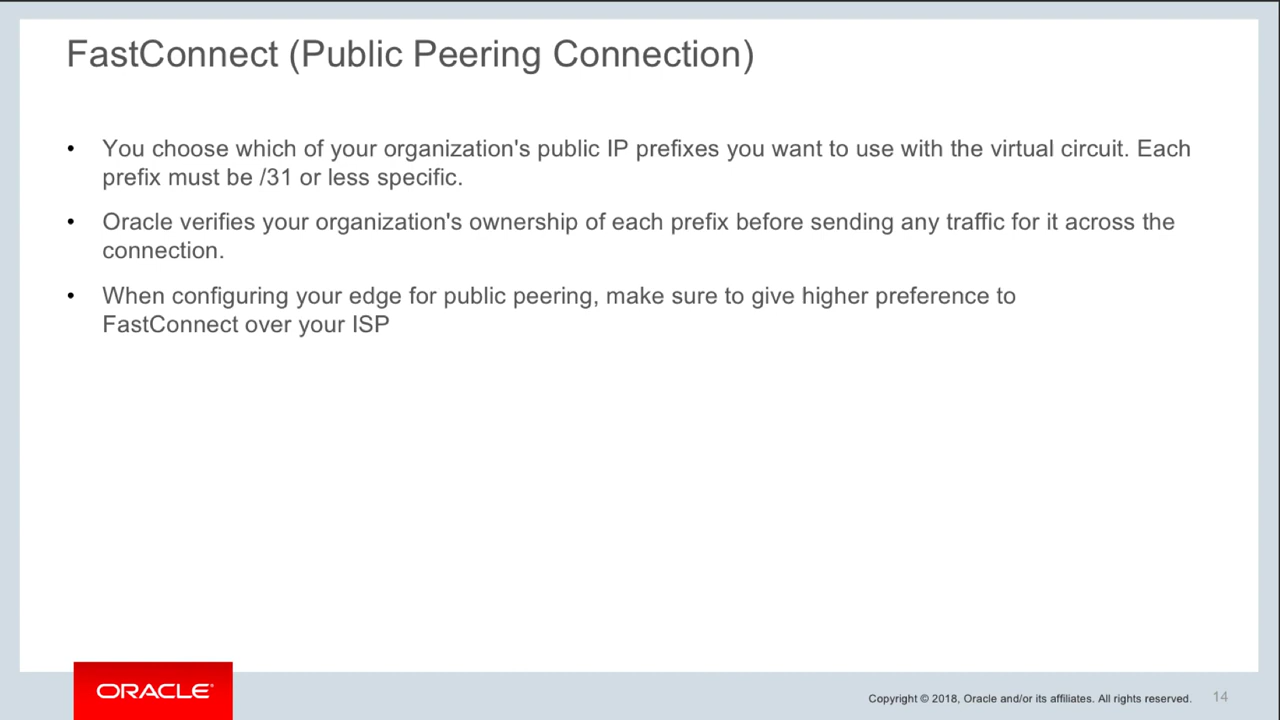 FastConnect (Public Peering Connection)
• You choose which of your organization's public IP prefixes you want to use with the virtual circuit. Each
prefix must be /31 or less specific.
• Oracle verifies your organization's ownership of each prefix before sending any traffic for it across the
connection.
• When configuring your edge for public peering, make sure to give higher preference to
FastConnect over your ISP
ORACLE®
Copyright © 2018, Oracle and/or its affiliates. All rights reserved. 14